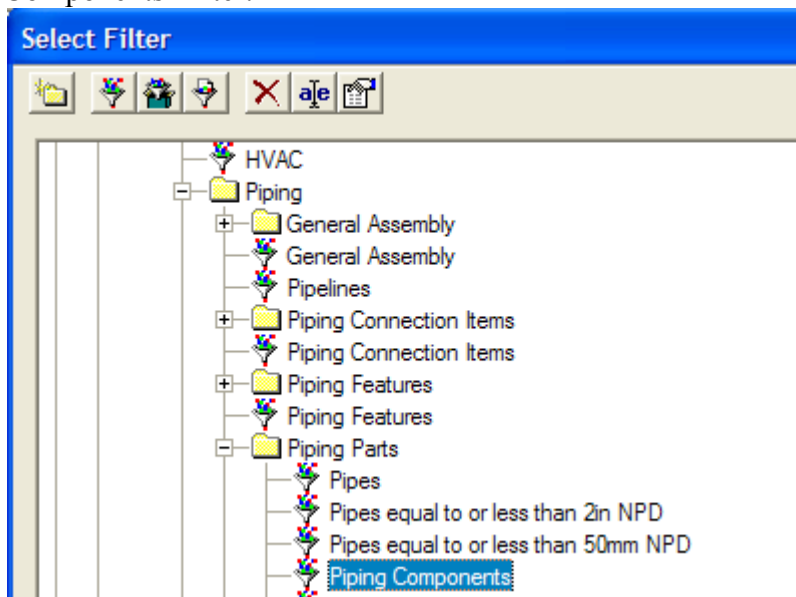 Select Filter
aIe
HVAC
Piping
General Assembly
General Assembly
Pipelines
Piping Connection Items
Piping Connection Items
Piping Features
Piping Features
Piping Parts
Pipes
Pipes equal to or less than 2in NPD
Pipes equal to or less than 50mm NPD
Piping Components